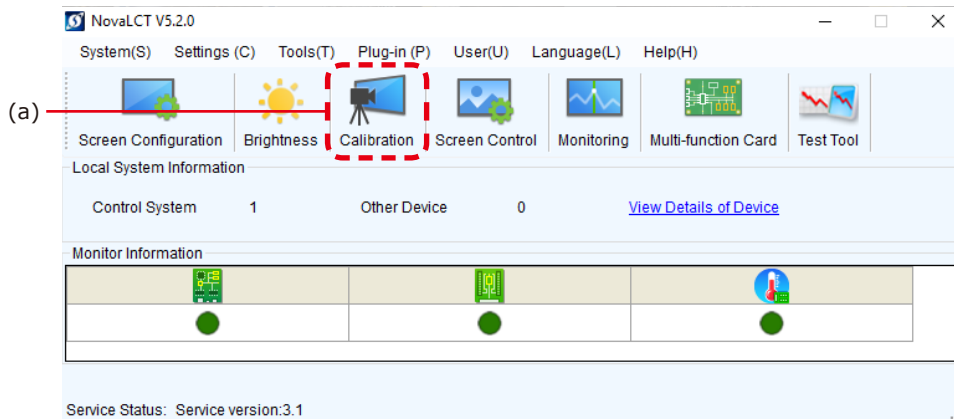 NovaLCT V5.2.0
System(S) Settings (C) Tools(T) Plug-in (P) User(U) Language(L) Help(H)
(a)
Screen Configuration Brightness Calibration Screen Control Monitoring Multi-function Card Test Tool
Local System Information
Control System 1 Other Device 0 View Details of Device
Monitor Information
Service Status: Service version:3.1